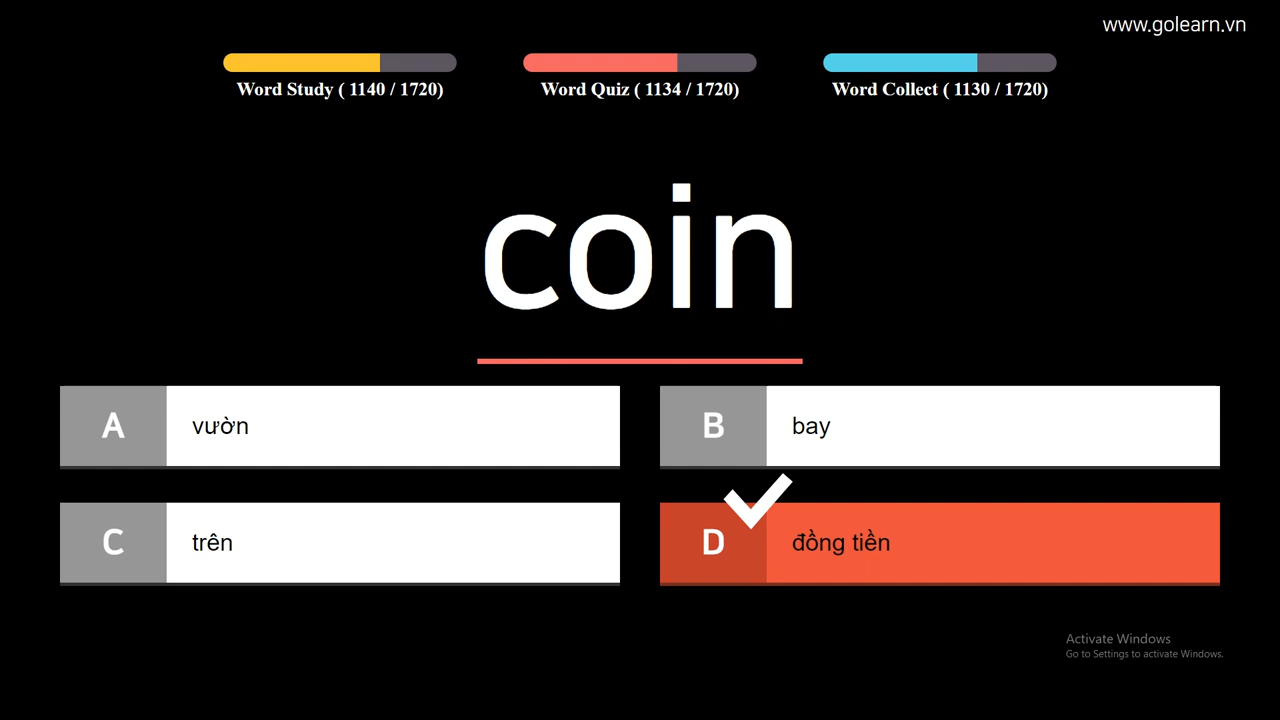 www.golearn.vn
Word Study ( 1140 / 1720)
Word Quiz ( 1134 / 1720)
Word Collect ( 1130 / 1720)
coin
A vườn
B bay
C trên
D đồng tiền
Activate Windows
Go to Settings to activate Windows.